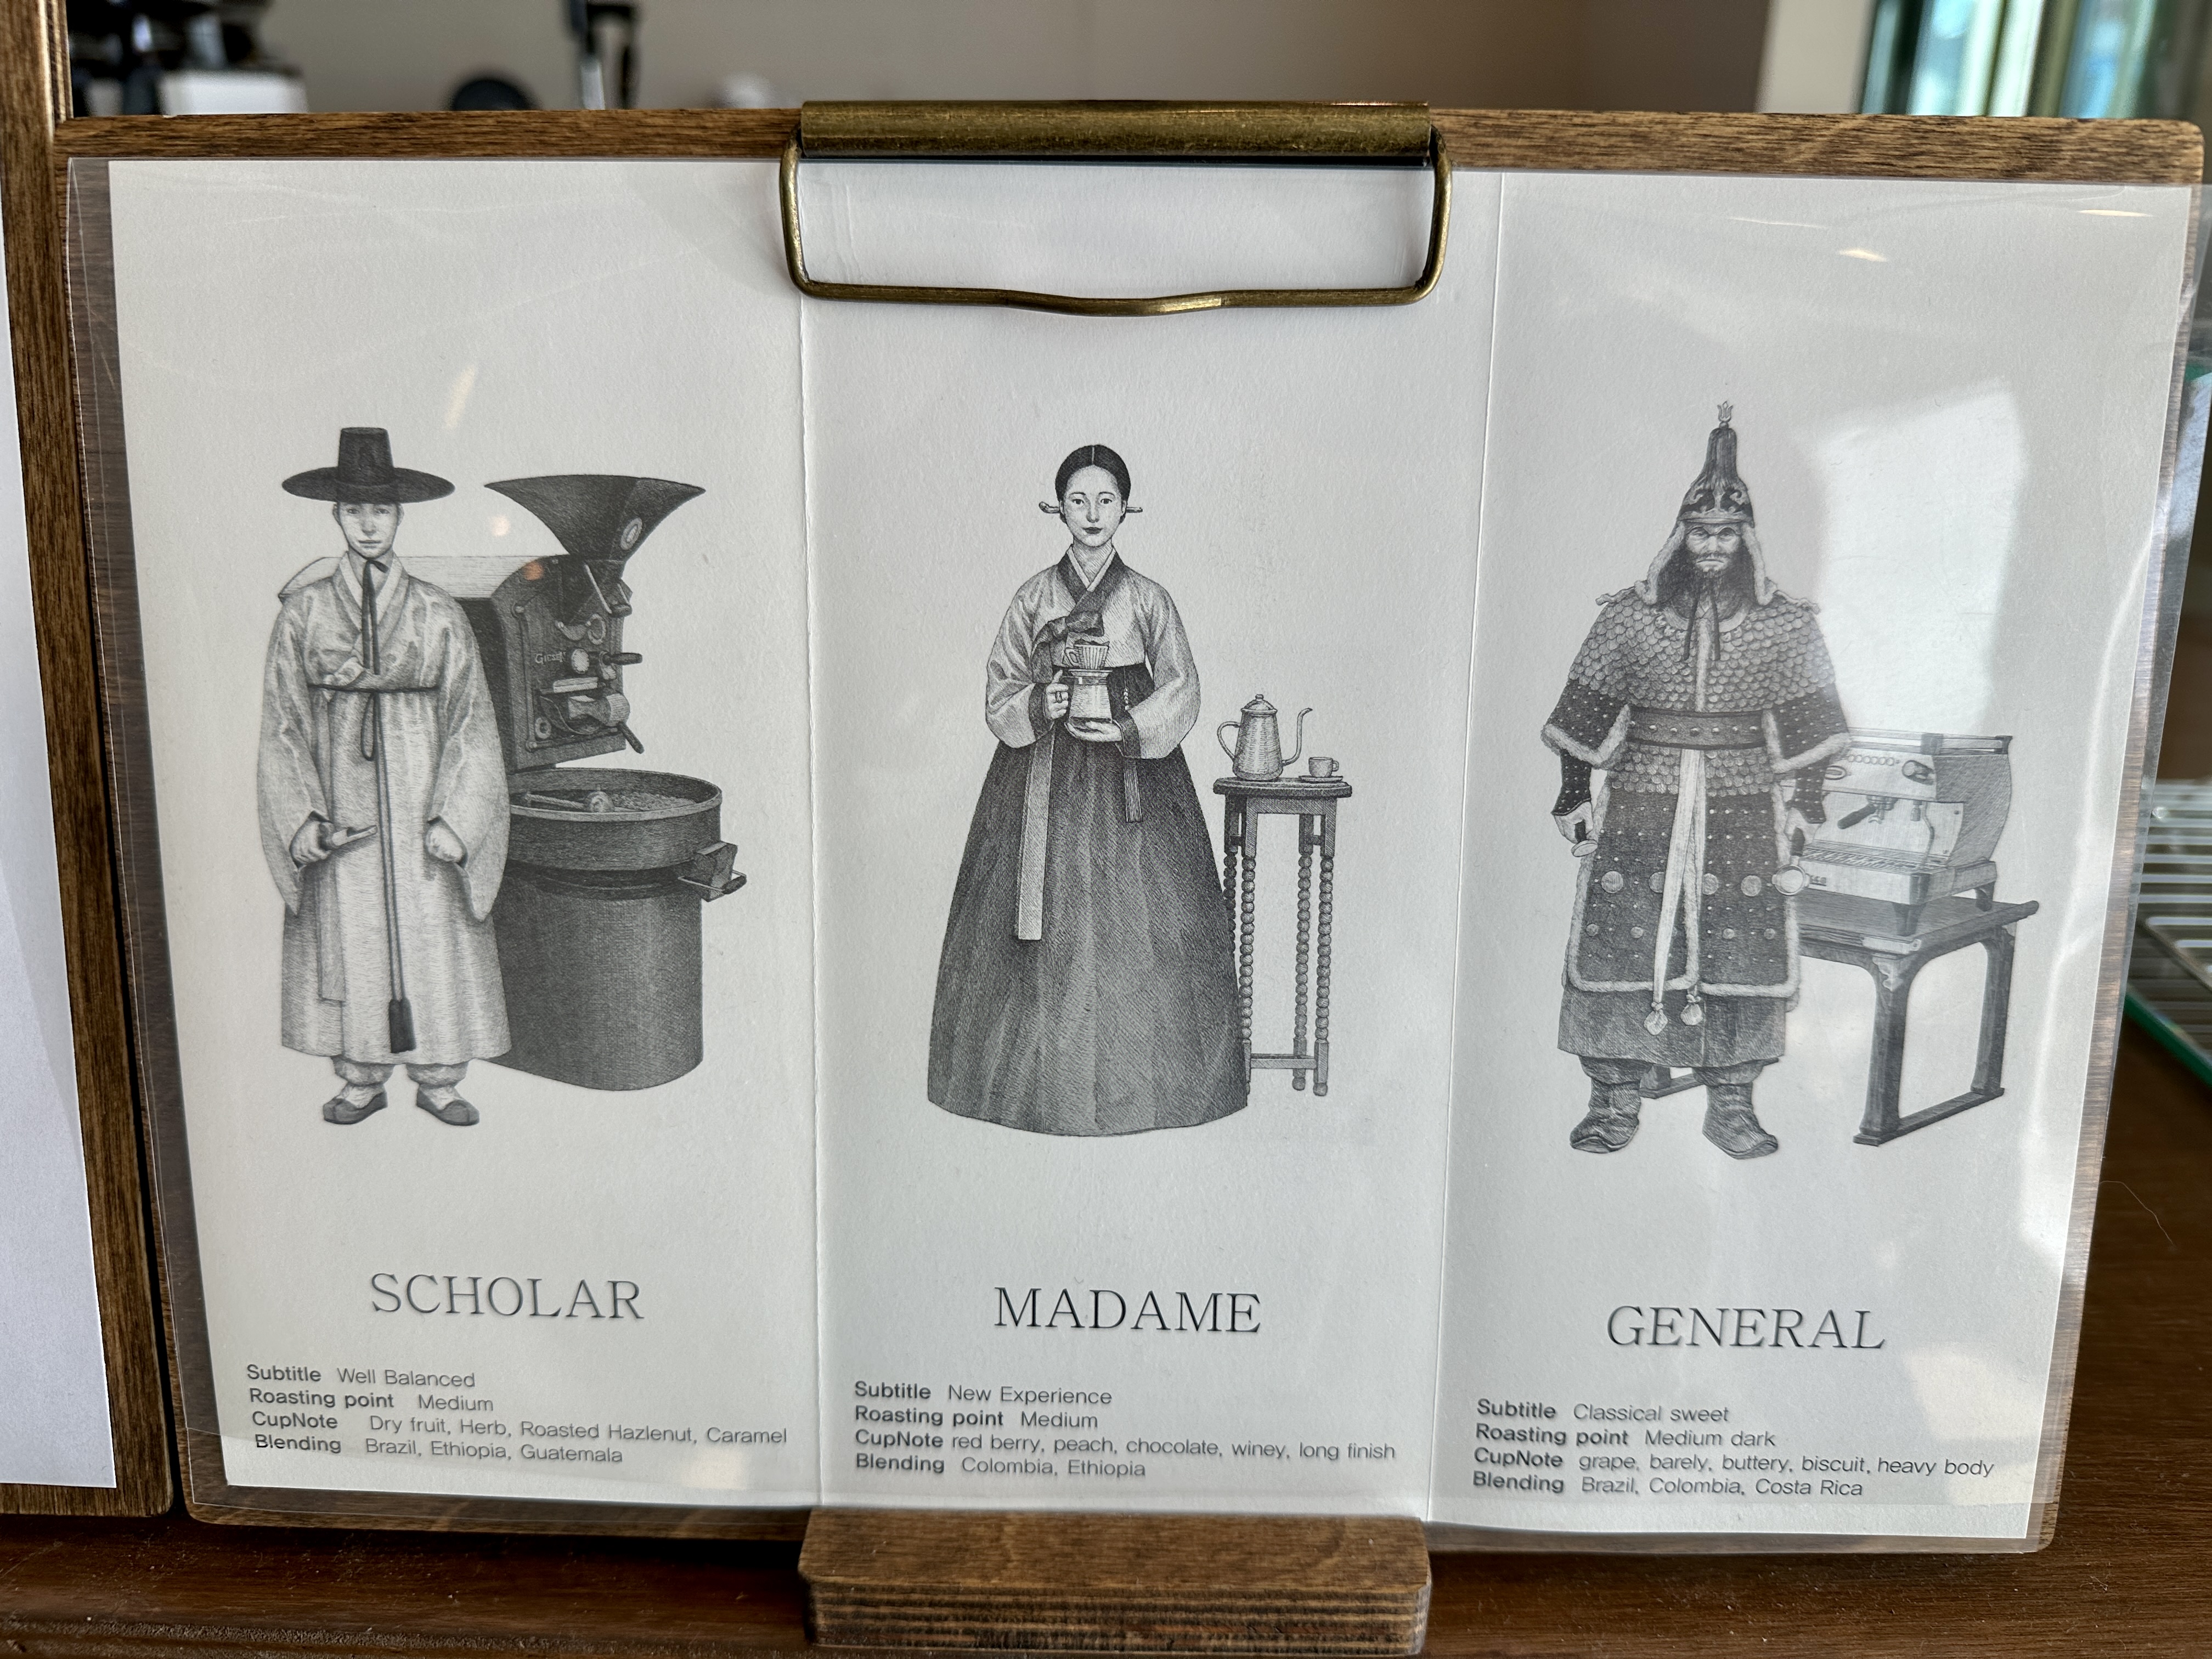 SCHOLAR
Subtitle Well Balanced
Roasting point Medium
CupNote Dry fruit, Herb, Roasted Hazlenut, Caramel
Blending Brazil, Ethiopia, Guatemala
MADAME
Subtitle New Experience
Roasting point Medium
CupNote red berry, peach, chocolate, winey, long finish
Blending Colombia, Ethiopia
GENERAL
Subtitle Classical sweet
Roasting point Medium dark
CupNote grape, barely, buttery, biscuit, heavy body
Blending Brazil, Colombia, Costa Rica